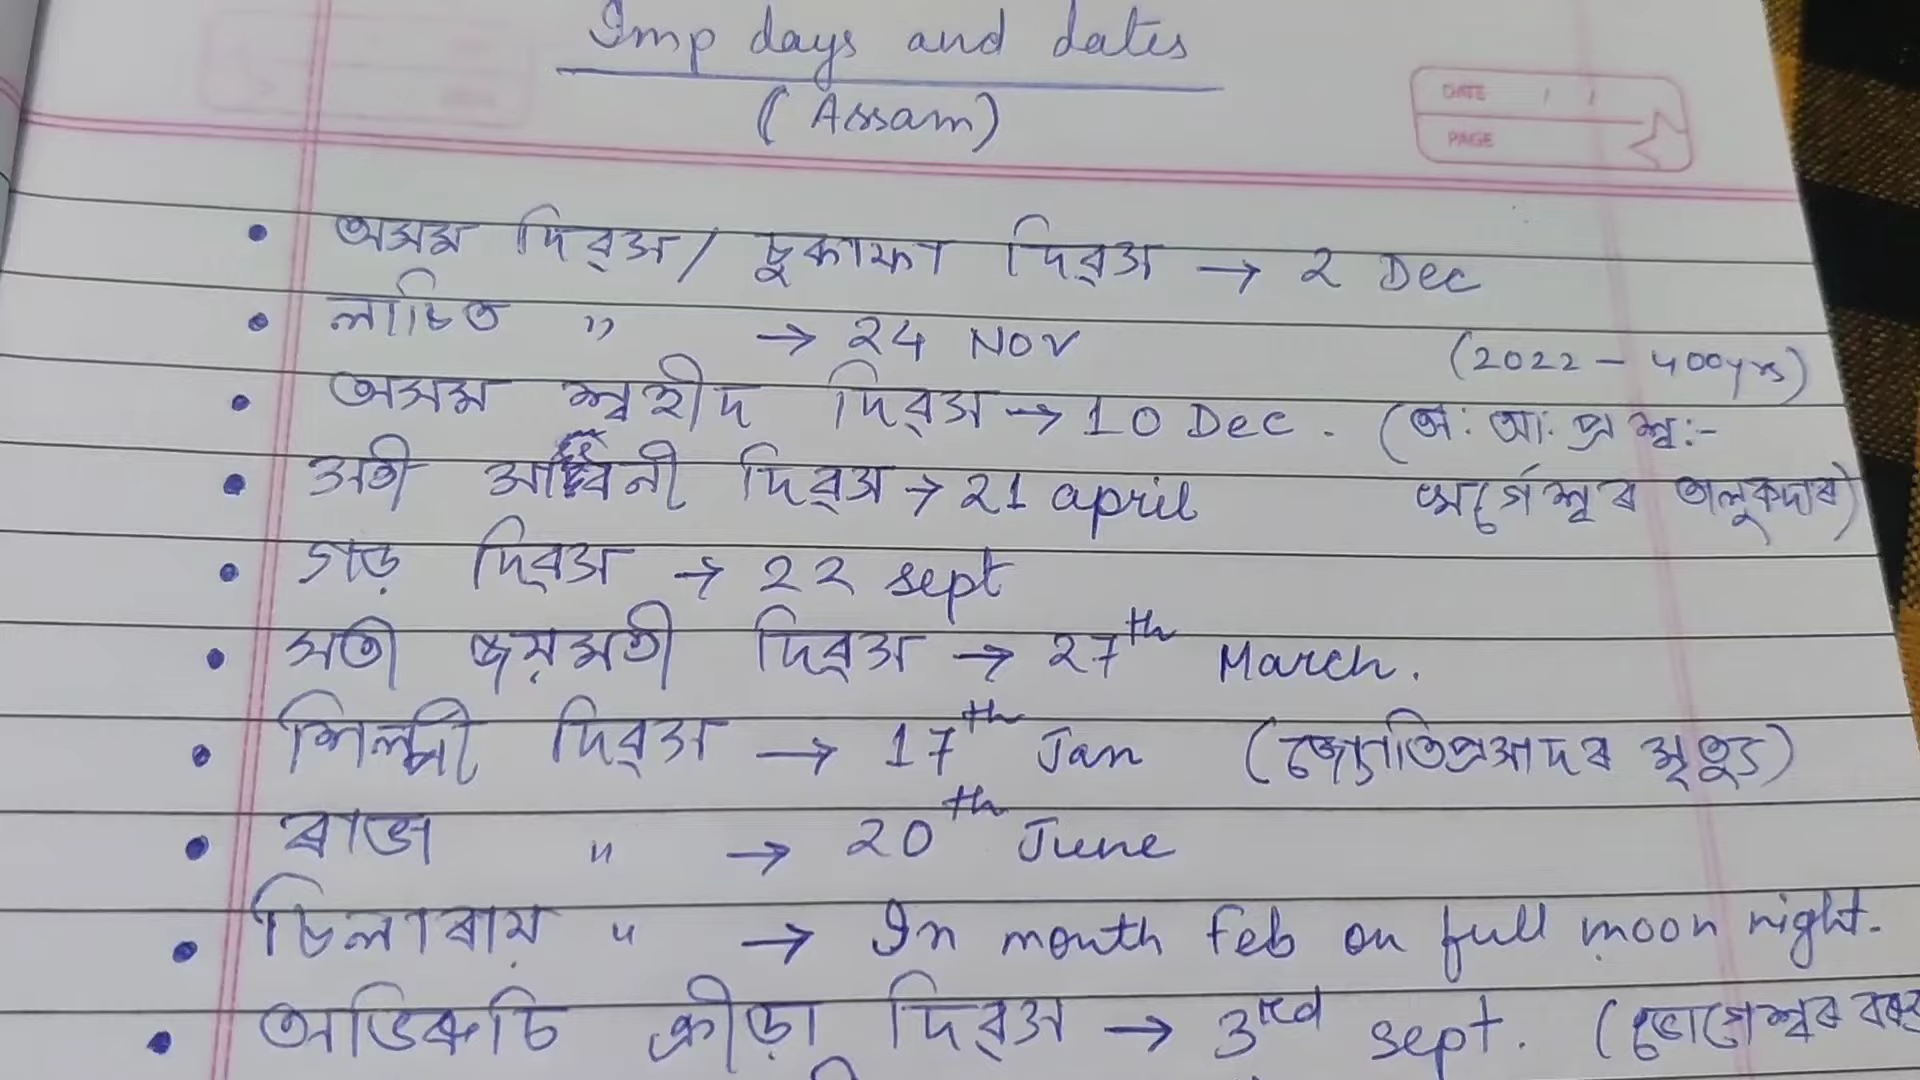 Imp days and dates
(Assam)
DATE / /
PAGE
• অসম দিৱস / চুকাফা দিৱস → 2 Dec
• লাচিত " → 24 NOV (2022 - 400yrs)
• অসম শ্বহীদ দিৱস → 10 Dec. (অ: আ: প্ৰ শ্ব:-
• সতী সাধিনী দিৱস → 21 april খৰ্গেশ্বৰ তালুকদাৰ)
• গড় দিৱস → 22 sept
• সতী জয়মতী দিৱস → 27th March.
• শিল্পী দিৱস → 17th Jan (জ্যোতিপ্ৰসাদৰ মৃত্যু)
• ৰাভা " → 20th June
• চিলাৰায় " → In month Feb on full moon night.
• অভিৰুচি ক্ৰীড়া দিৱস → 3rd sept. (ভোগেশ্বৰ